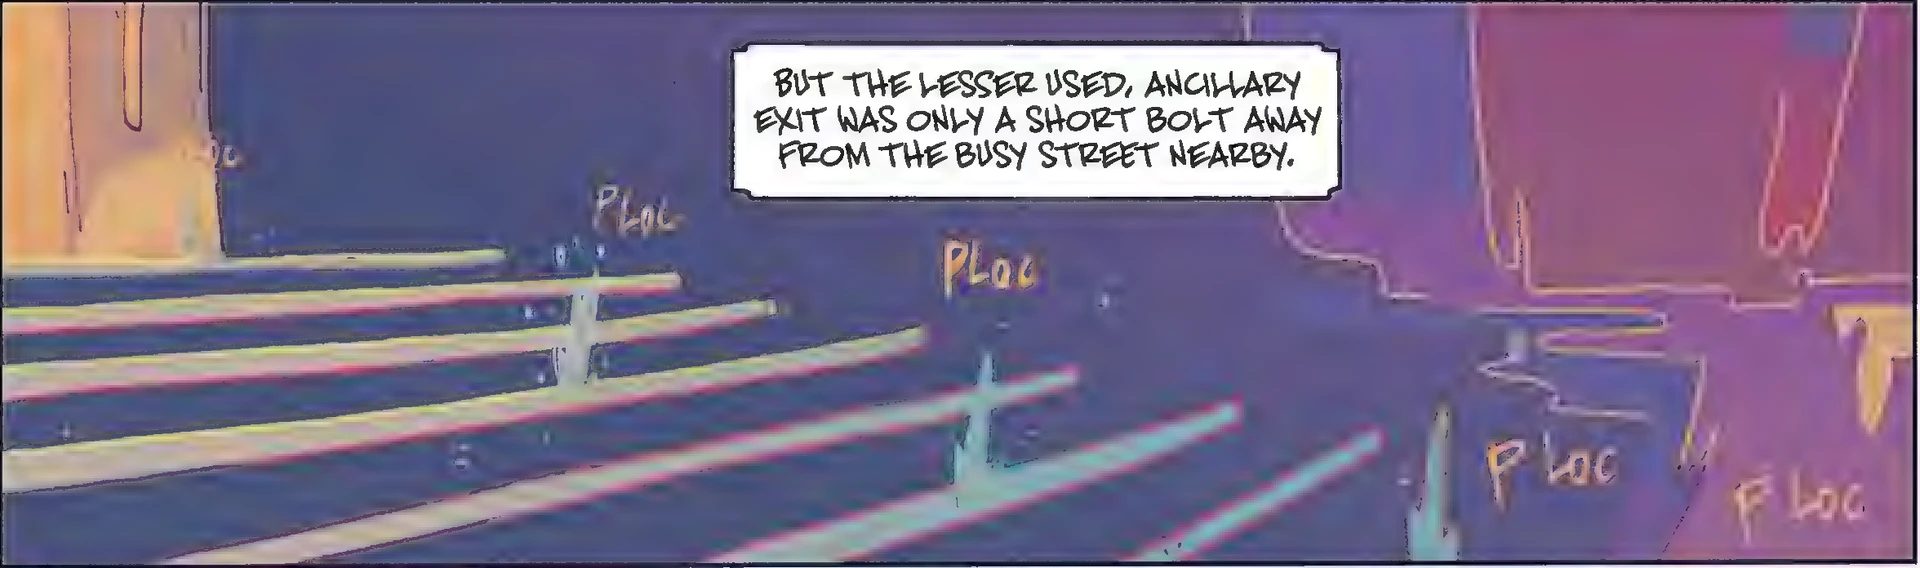 BUT THE LESSER USED, ANCILLARY
EXIT WAS ONLY A SHORT BOLT AWAY
FROM THE BUSY STREET NEARBY.
PLOC
PLOC
PLOC
PLOC